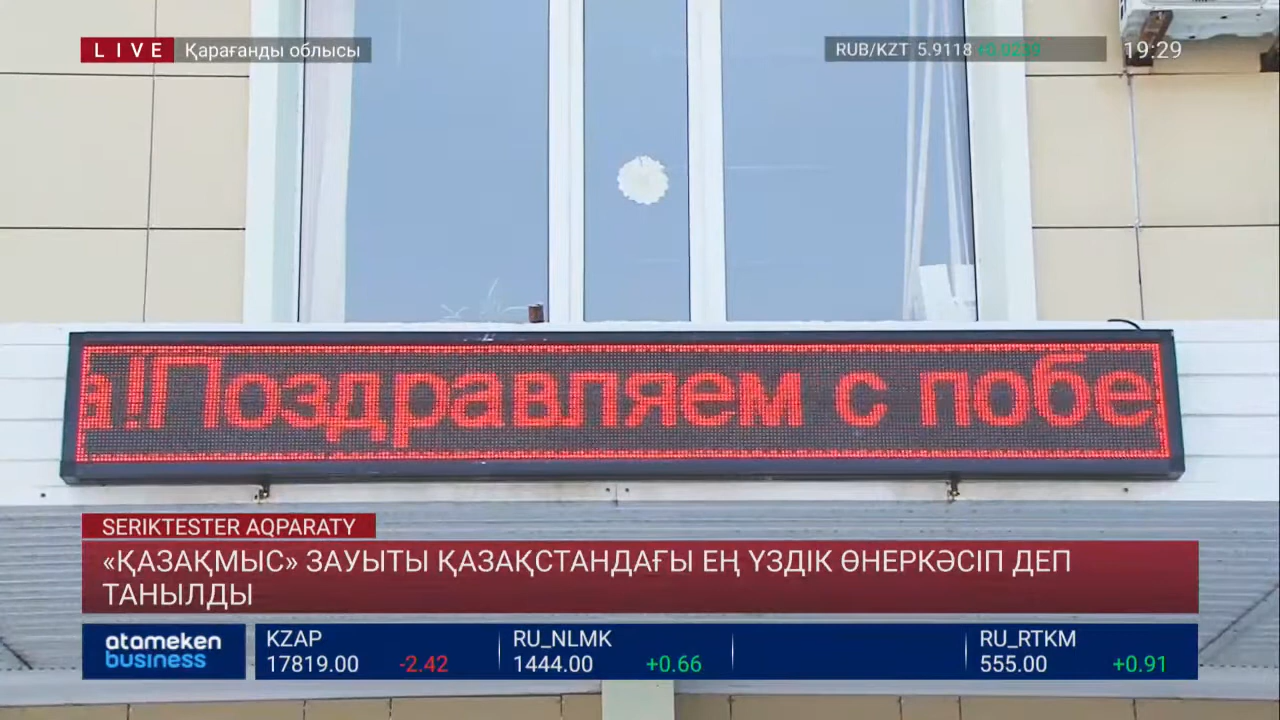 LIVE Қарағанды облысы
RUB/KZT 5.9118 +0.0239
19:29
а!Поздравляем с побе
SERIKTESTER AQPARATY
«ҚАЗАҚМЫС» ЗАУЫТЫ ҚАЗАҚСТАНДАҒЫ ЕҢ ҮЗДІК ӨНЕРКӘСІП ДЕП
ТАНЫЛДЫ
atameken
business
KZAP
17819.00 -2.42
RU_NLMK
1444.00 +0.66
RU_RTKM
555.00 +0.91